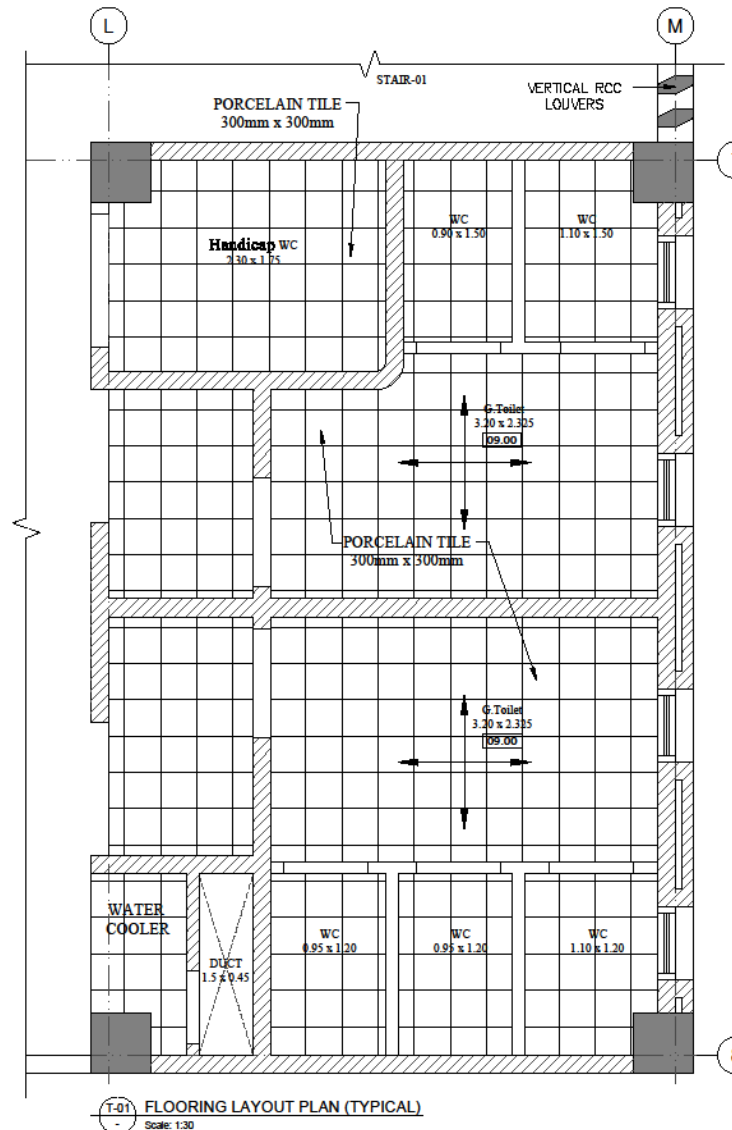 L
M
STAIR-01
VERTICAL RCC
LOUVERS
PORCELAIN TILE
300mm x 300mm
WC
0.90 x 1.50
WC
1.10 x 1.50
Handicap WC
2.30 x 1.75
G.Toilet
3.20 x 2.325
09.00
PORCELAIN TILE
300mm x 300mm
G.Toilet
3.20 x 2.325
09.00
WATER
COOLER
DUCT
1.5 x 0.45
WC
0.95 x 1.20
WC
0.95 x 1.20
WC
1.10 x 1.20
T-01
-
FLOORING LAYOUT PLAN (TYPICAL)
Scale: 1:30